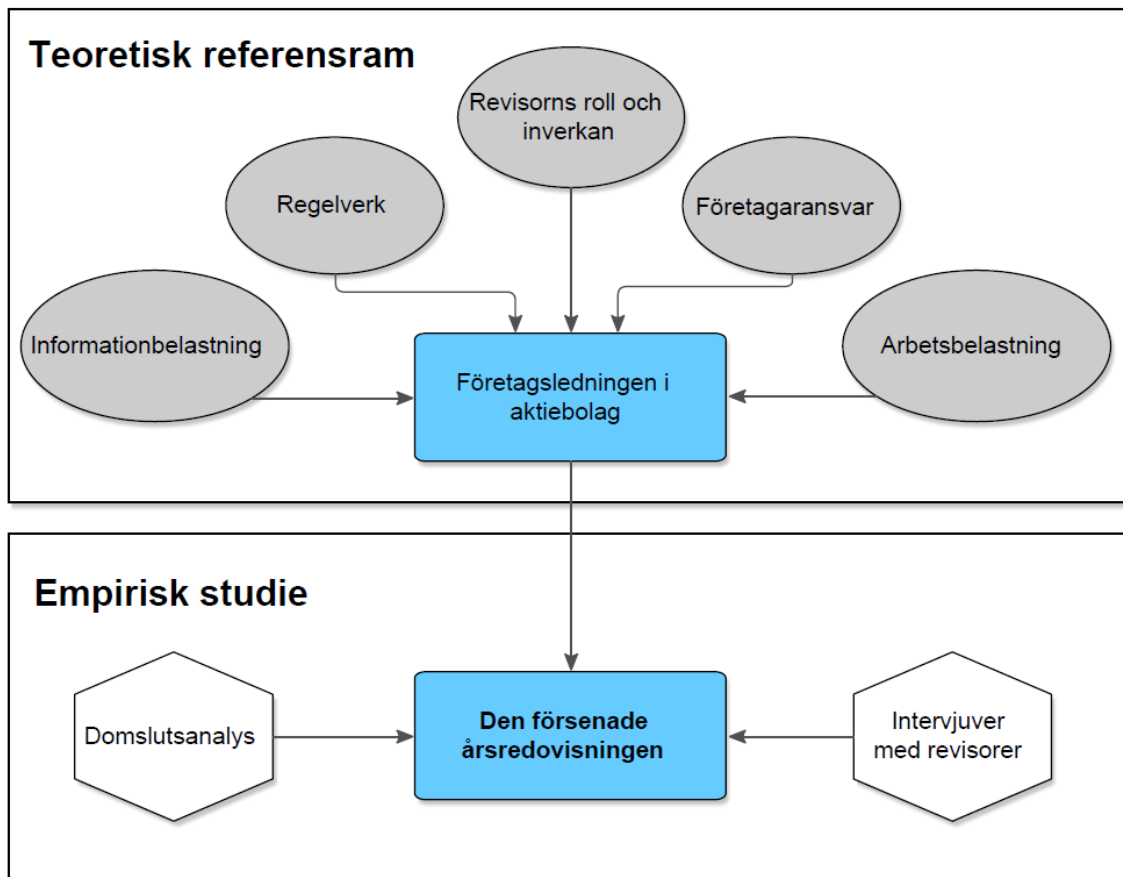 Teoretisk referensram
Revisorns roll och
inverkan
Regelverk
Företagaransvar
Informationbelastning
Arbetsbelastning
Företagsledningen i
aktiebolag
Empirisk studie
Domslutsanalys
Den försenade
årsredovisningen
Intervjuver
med revisorer